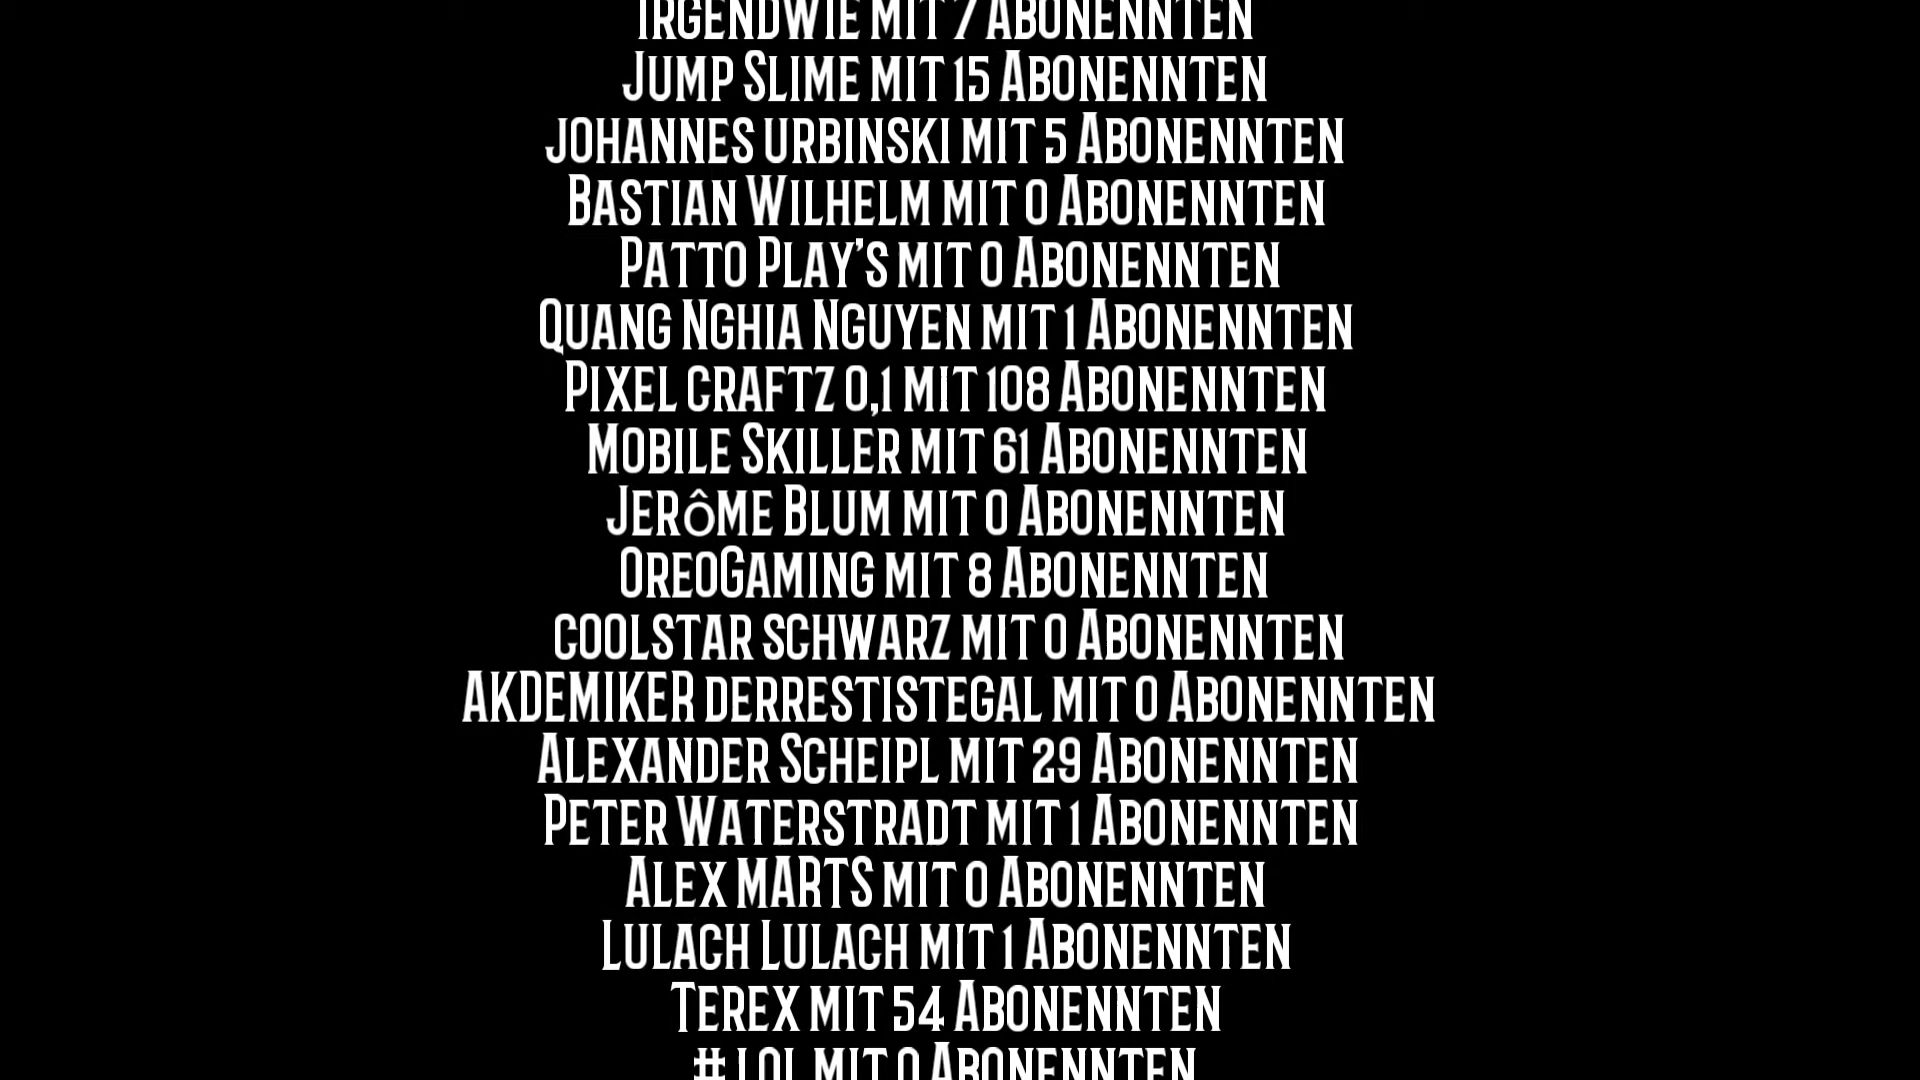 Irgendwie mit 7 Abonennten
Jump Slime mit 15 Abonennten
johannes urbinski mit 5 Abonennten
Bastian Wilhelm mit 0 Abonennten
Patto Play's mit 0 Abonennten
Quang Nghia Nguyen mit 1 Abonennten
Pixel craftz 0,1 mit 108 Abonennten
Mobile Skiller mit 61 Abonennten
Jerôme Blum mit 0 Abonennten
OreoGaming mit 8 Abonennten
coolstar schwarz mit 0 Abonennten
AKDEMIKER derrestistegal mit 0 Abonennten
Alexander Scheipl mit 29 Abonennten
Peter Waterstradt mit 1 Abonennten
Alex MARTS mit 0 Abonennten
Lulach Lulach mit 1 Abonennten
Terex mit 54 Abonennten
# lol mit 0 Abonennten